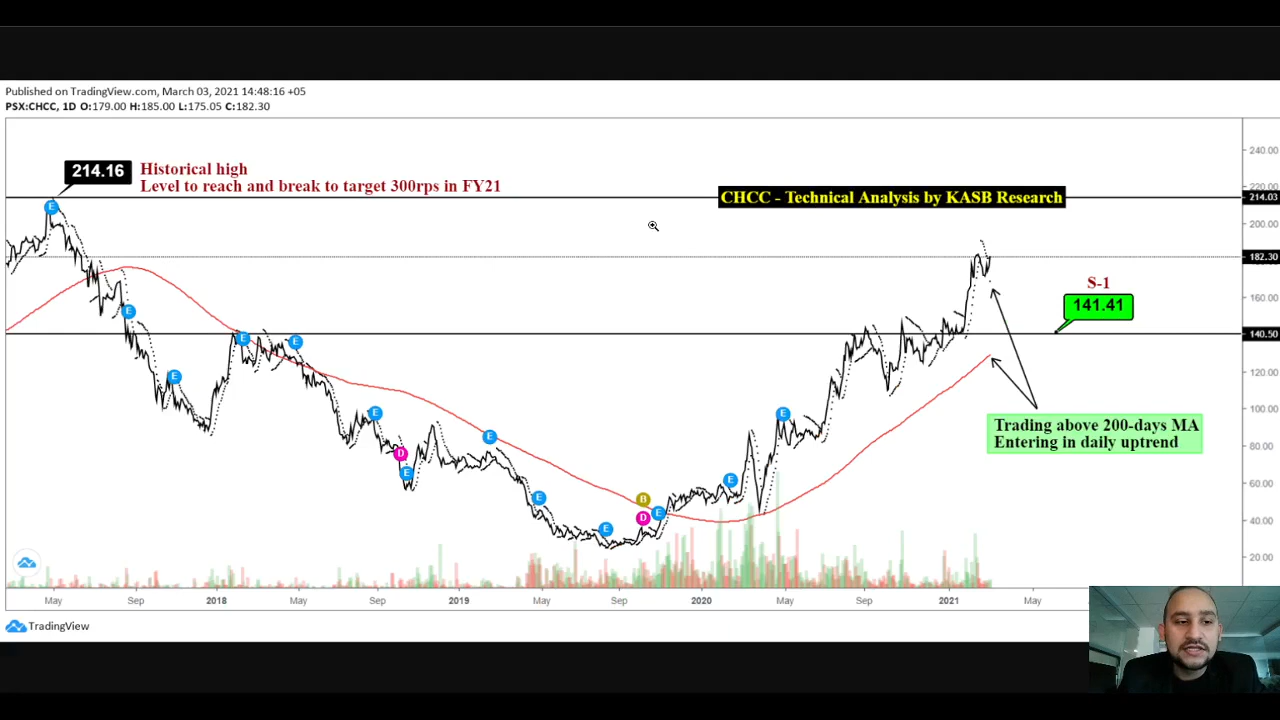 Published on TradingView.com, March 03, 2021 14:48:16 +05
PSX:CHCC, 1D O:179.00 H:185.00 L:175.05 C:182.30
240.00
214.16
Historical high
Level to reach and break to target 300rps in FY21
CHCC - Technical Analysis by KASB Research
220.00
214.03
E
200.00
182.30
S-1
141.41
160.00
E
E
E
140.50
E
120.00
E
E
100.00
Trading above 200-days MA
Entering in daily uptrend
E
D
80.00
E
E
E
B
60.00
D
E
E
40.00
20.00
May
Sep
2018
May
Sep
2019
May
Sep
2020
May
Sep
2021
May
TradingView